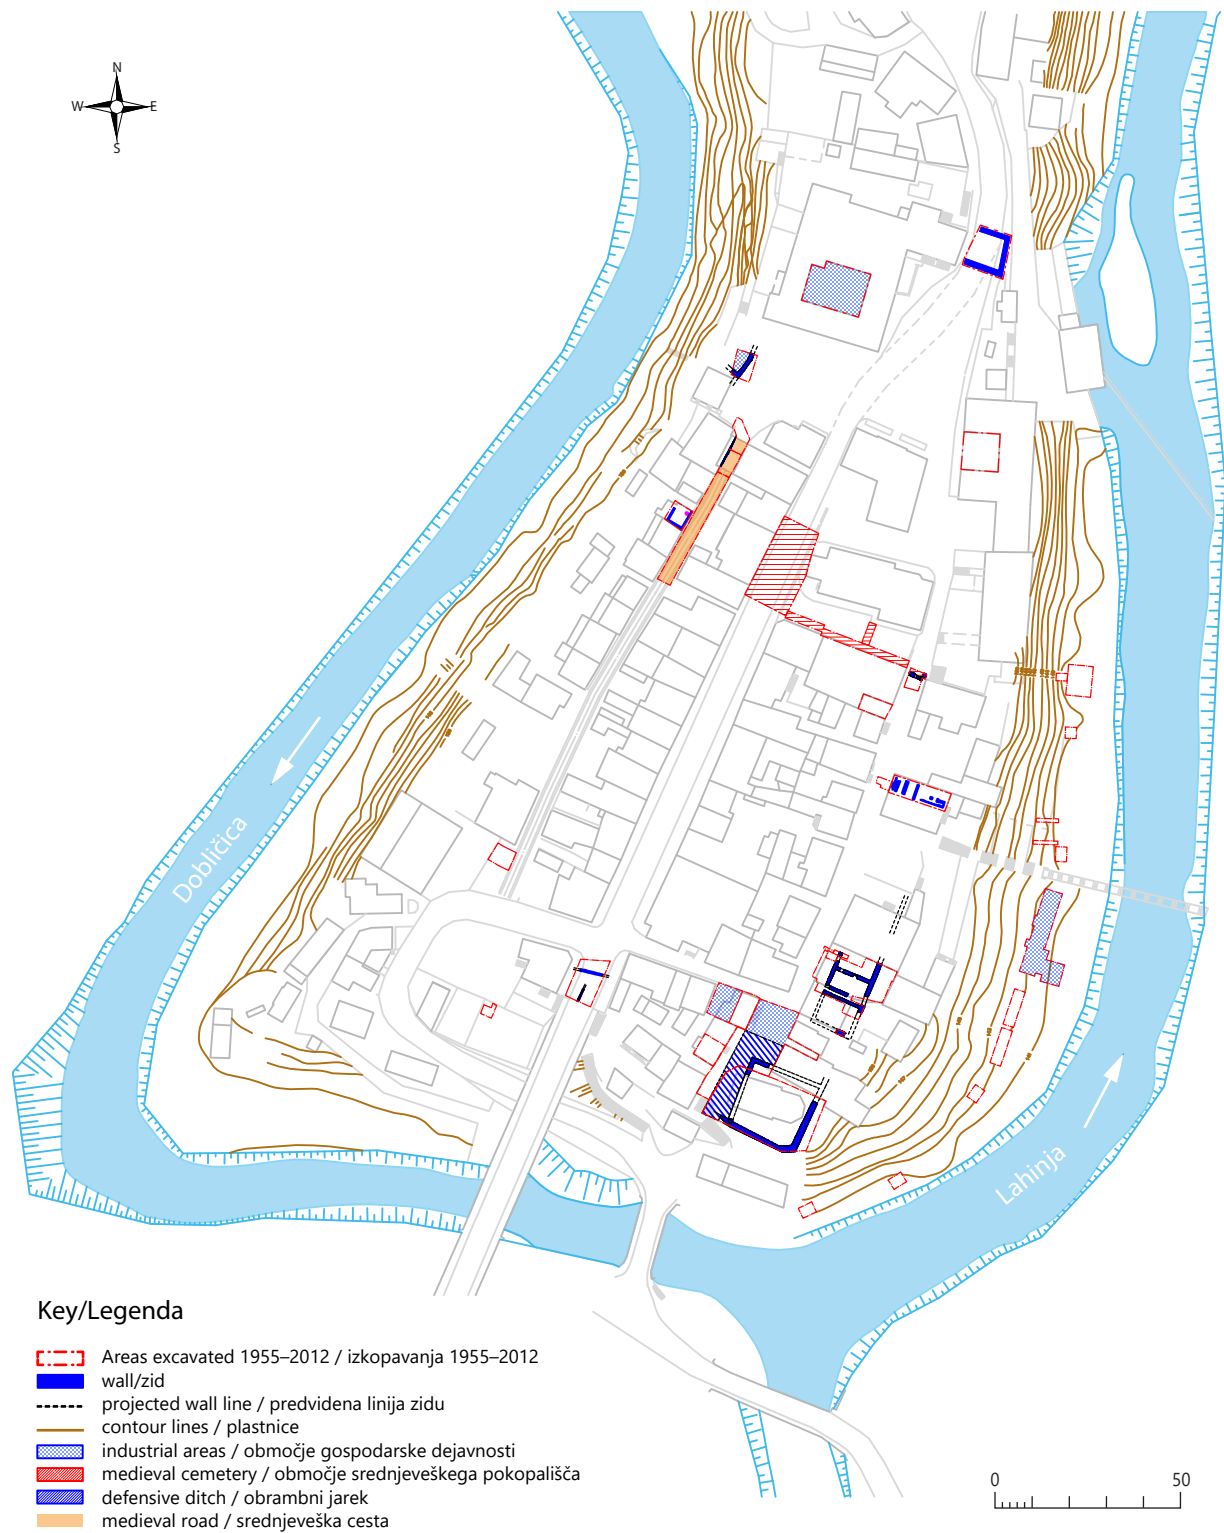 N
W E
S
Dobličica
Lahinja
Key/Legenda
Areas excavated 1955–2012 / izkopavanja 1955–2012
wall/zid
projected wall line / predvidena linija zidu
contour lines / plastnice
industrial areas / območje gospodarske dejavnosti
medieval cemetery / območje srednjeveškega pokopališča
defensive ditch / obrambni jarek
medieval road / srednjeveška cesta
0 50